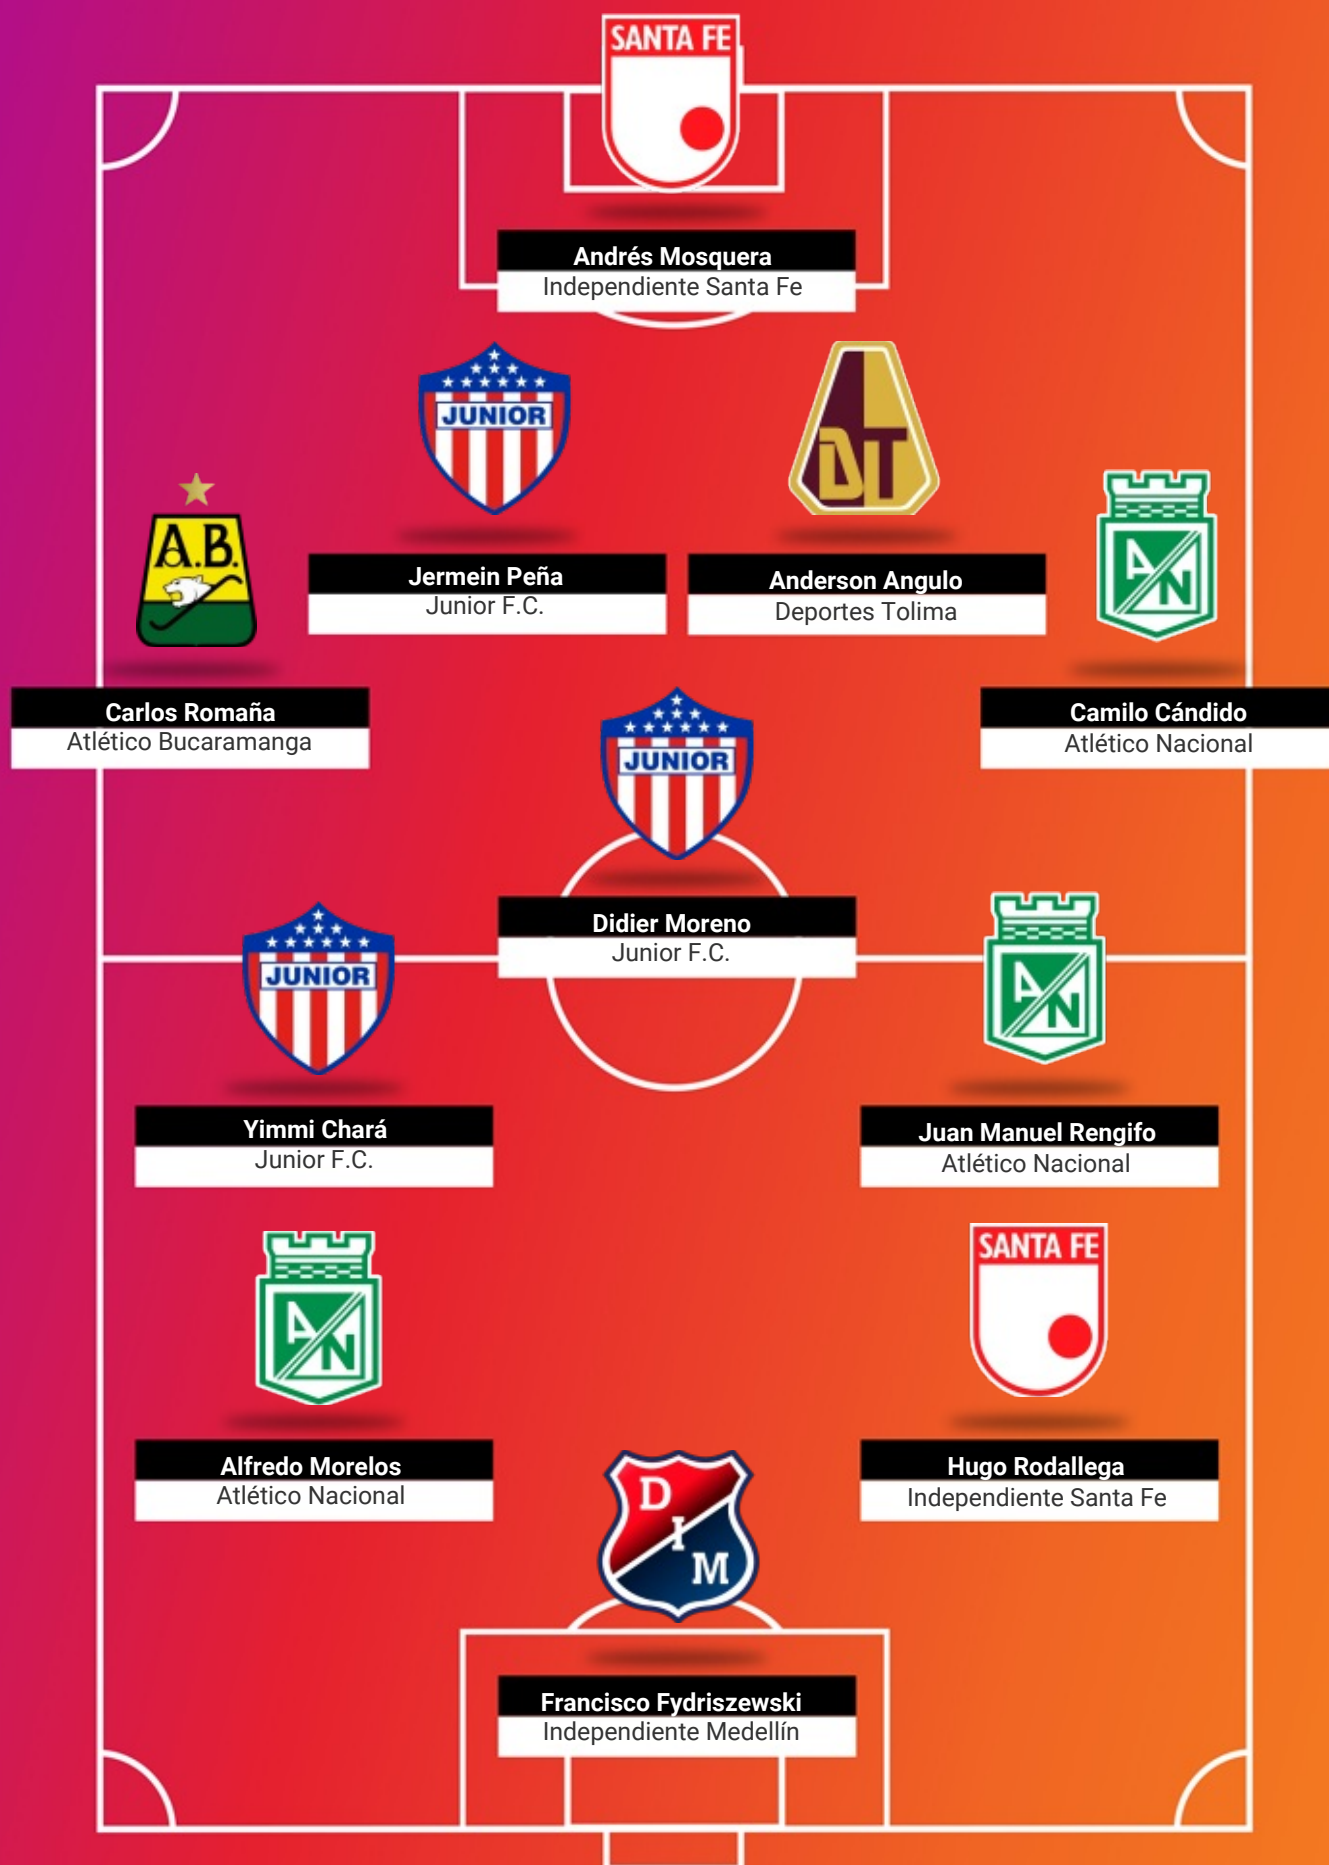 SANTA FE
Andrés Mosquera
Independiente Santa Fe
JUNIOR
DT
Jermein Peña
Junior F.C.
Anderson Angulo
Deportes Tolima
A.B.
AN
Carlos Romaña
Atlético Bucaramanga
Camilo Cándido
Atlético Nacional
JUNIOR
Didier Moreno
Junior F.C.
JUNIOR
AN
Yimmi Chará
Junior F.C.
Juan Manuel Rengifo
Atlético Nacional
AN
SANTA FE
Alfredo Morelos
Atlético Nacional
Hugo Rodallega
Independiente Santa Fe
DIM
Francisco Fydriszewski
Independiente Medellín